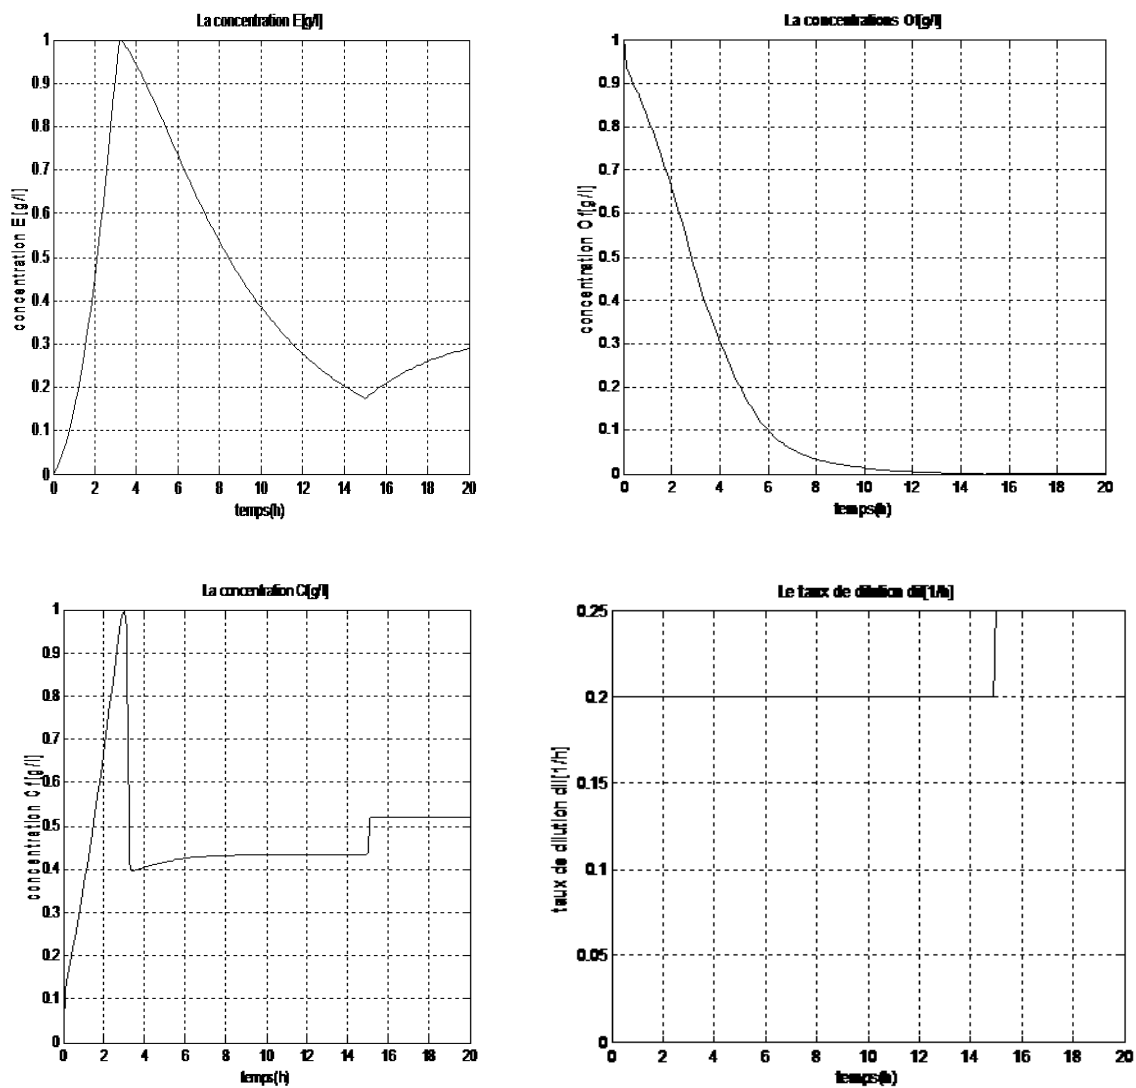 La concentration E[g/l]
1
0.9
0.8
0.7
0.6
0.5
0.4
0.3
0.2
0.1
0
concentration E[g/l]
0 2 4 6 8 10 12 14 16 18 20
temps(h)
La concentrations Of[g/l]
1
0.9
0.8
0.7
0.6
0.5
0.4
0.3
0.2
0.1
0
concentration Of[g/l]
0 2 4 6 8 10 12 14 16 18 20
temps(h)
La concentration Cf[g/l]
1
0.9
0.8
0.7
0.6
0.5
0.4
0.3
0.2
0.1
0
concentration Cf[g/l]
0 2 4 6 8 10 12 14 16 18 20
temps(h)
Le taux de dilution dil[1/h]
0.25
0.2
0.15
0.1
0.05
0
taux de dilution dil[1/h]
0 2 4 6 8 10 12 14 16 18 20
temps(h)